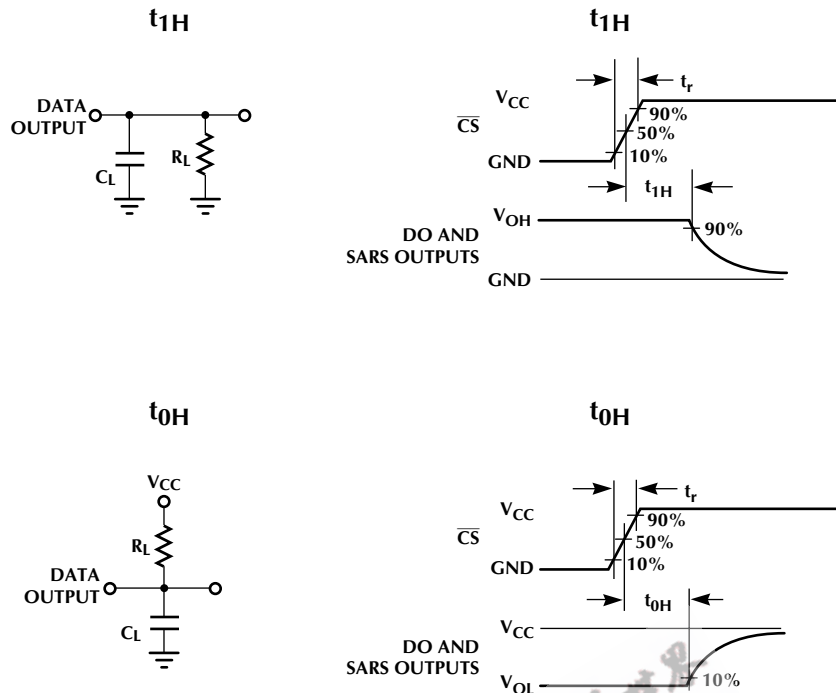 t1H
DATA
OUTPUT
CL
RL
t1H
tr
VCC
CS
GND
90%
50%
10%
t1H
VOH
DO AND
SARS OUTPUTS
GND
90%
t0H
VCC
RL
DATA
OUTPUT
CL
t0H
tr
VCC
CS
GND
90%
50%
10%
t0H
VCC
DO AND
SARS OUTPUTS
VOL
10%